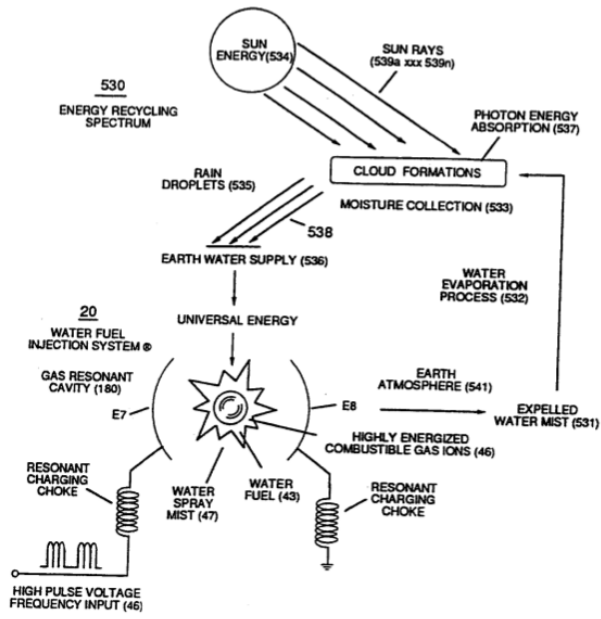 SUN
ENERGY(534)
SUN RAYS
(539a xxx 539n)
530
ENERGY RECYCLING
SPECTRUM
PHOTON ENERGY
ABSORPTION (537)
CLOUD FORMATIONS
RAIN
DROPLETS (535)
MOISTURE COLLECTION (533)
538
EARTH WATER SUPPLY (536)
WATER
EVAPORATION
PROCESS (532)
UNIVERSAL ENERGY
20
WATER FUEL
INJECTION SYSTEM ®
GAS RESONANT
CAVITY (180)
EARTH
ATMOSPHERE (541)
E7
E8
EXPELLED
WATER MIST (531)
HIGHLY ENERGIZED
COMBUSTIBLE GAS IONS (46)
RESONANT
CHARGING
CHOKE
WATER
SPRAY
MIST (47)
WATER
FUEL (43)
RESONANT
CHARGING
CHOKE
HIGH PULSE VOLTAGE
FREQUENCY INPUT (46)